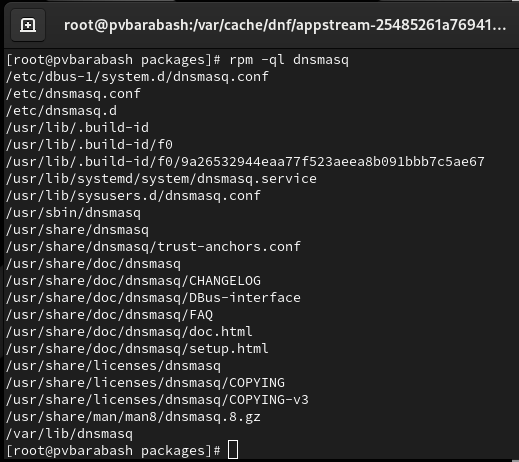 root@pvbarabash:/var/cache/dnf/appstream-25485261a76941...
[root@pvbarabash packages]# rpm -ql dnsmasq
/etc/dbus-1/system.d/dnsmasq.conf
/etc/dnsmasq.conf
/etc/dnsmasq.d
/usr/lib/.build-id
/usr/lib/.build-id/f0
/usr/lib/.build-id/f0/9a26532944eaa77f523aeea8b091bbb7c5ae67
/usr/lib/systemd/system/dnsmasq.service
/usr/lib/sysusers.d/dnsmasq.conf
/usr/sbin/dnsmasq
/usr/share/dnsmasq
/usr/share/dnsmasq/trust-anchors.conf
/usr/share/doc/dnsmasq
/usr/share/doc/dnsmasq/CHANGELOG
/usr/share/doc/dnsmasq/DBus-interface
/usr/share/doc/dnsmasq/FAQ
/usr/share/doc/dnsmasq/doc.html
/usr/share/doc/dnsmasq/setup.html
/usr/share/licenses/dnsmasq
/usr/share/licenses/dnsmasq/COPYING
/usr/share/licenses/dnsmasq/COPYING-v3
/usr/share/man/man8/dnsmasq.8.gz
/var/lib/dnsmasq
[root@pvbarabash packages]#